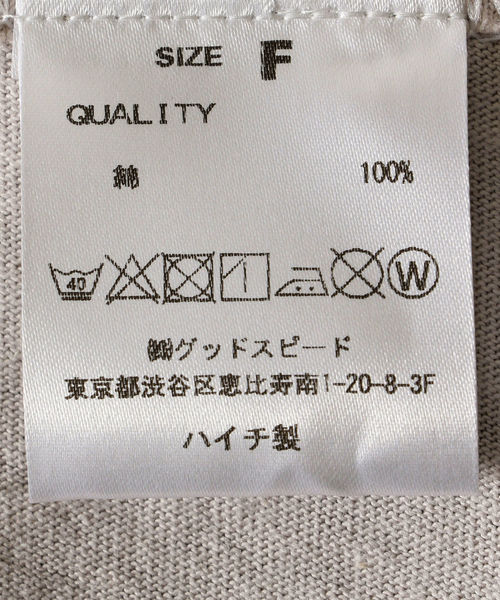 SIZE F
QUALITY
綿 100%
40 W
㈱グッドスピード
東京都渋谷区恵比寿南1-20-8-3F
ハイチ製